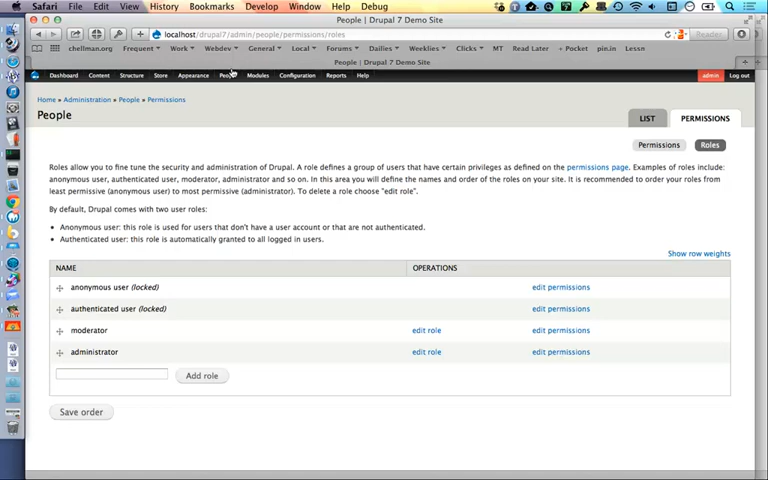 Safari File Edit View History Bookmarks Develop Window Help Debug
People | Drupal 7 Demo Site
localhost/drupal7/admin/people/permissions/roles
Reader
chellman.org Frequent Work Webdev General Local Forums Dailies Weeklies Clicks MT Read Later + Pocket pin.in Lessn
People | Drupal 7 Demo Site
Dashboard Content Structure Store Appearance People Modules Configuration Reports Help admin Log out
Home » Administration » People » Permissions
People
LIST PERMISSIONS
Permissions Roles
Roles allow you to fine tune the security and administration of Drupal. A role defines a group of users that have certain privileges as defined on the permissions page. Examples of roles include:
anonymous user, authenticated user, moderator, administrator and so on. In this area you will define the names and order of the roles on your site. It is recommended to order your roles from
least permissive (anonymous user) to most permissive (administrator). To delete a role choose "edit role".
By default, Drupal comes with two user roles:
• Anonymous user: this role is used for users that don't have a user account or that are not authenticated.
• Authenticated user: this role is automatically granted to all logged in users.
Show row weights
NAME OPERATIONS
anonymous user (locked) edit permissions
authenticated user (locked) edit permissions
moderator edit role edit permissions
administrator edit role edit permissions
Add role
Save order